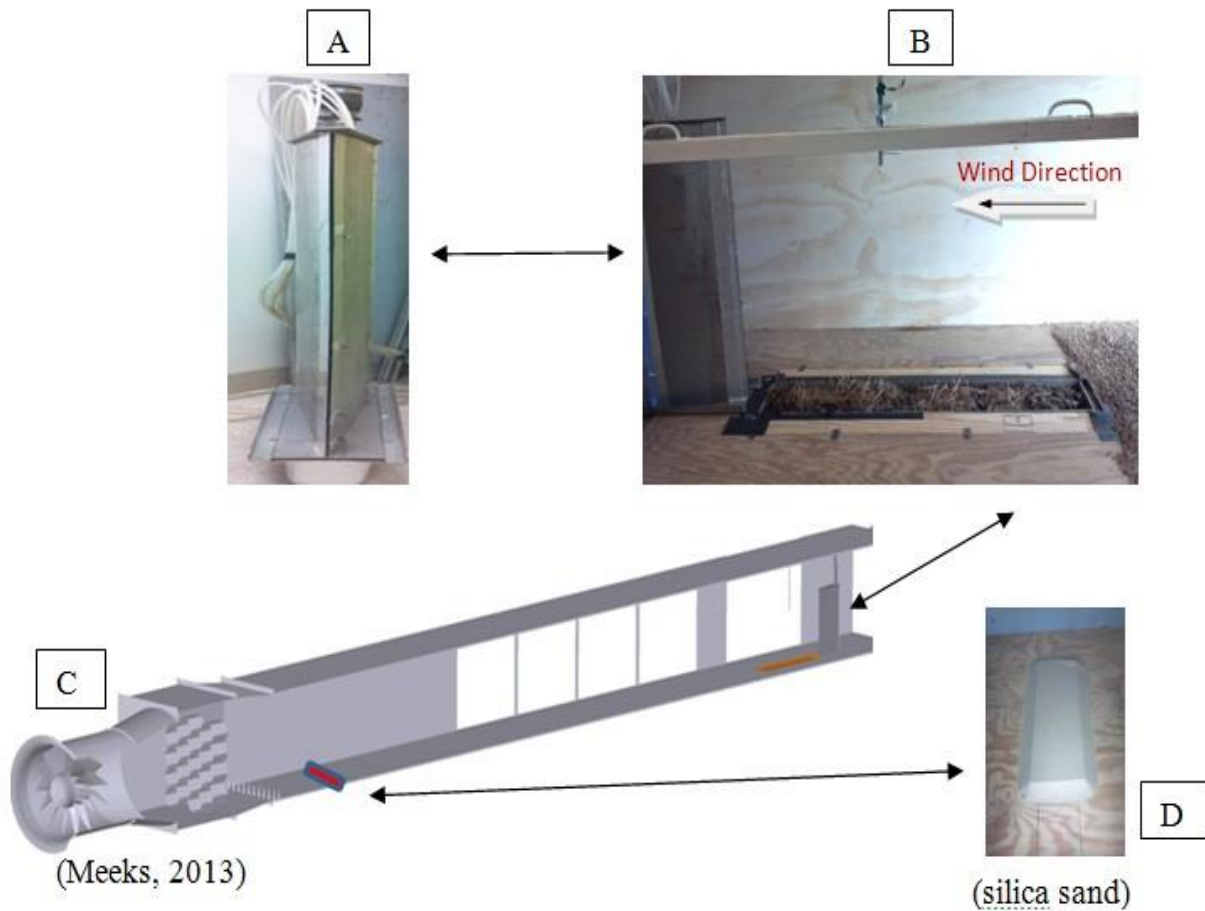 A
B
Wind Direction
C
D
(Meeks, 2013)
(silica sand)